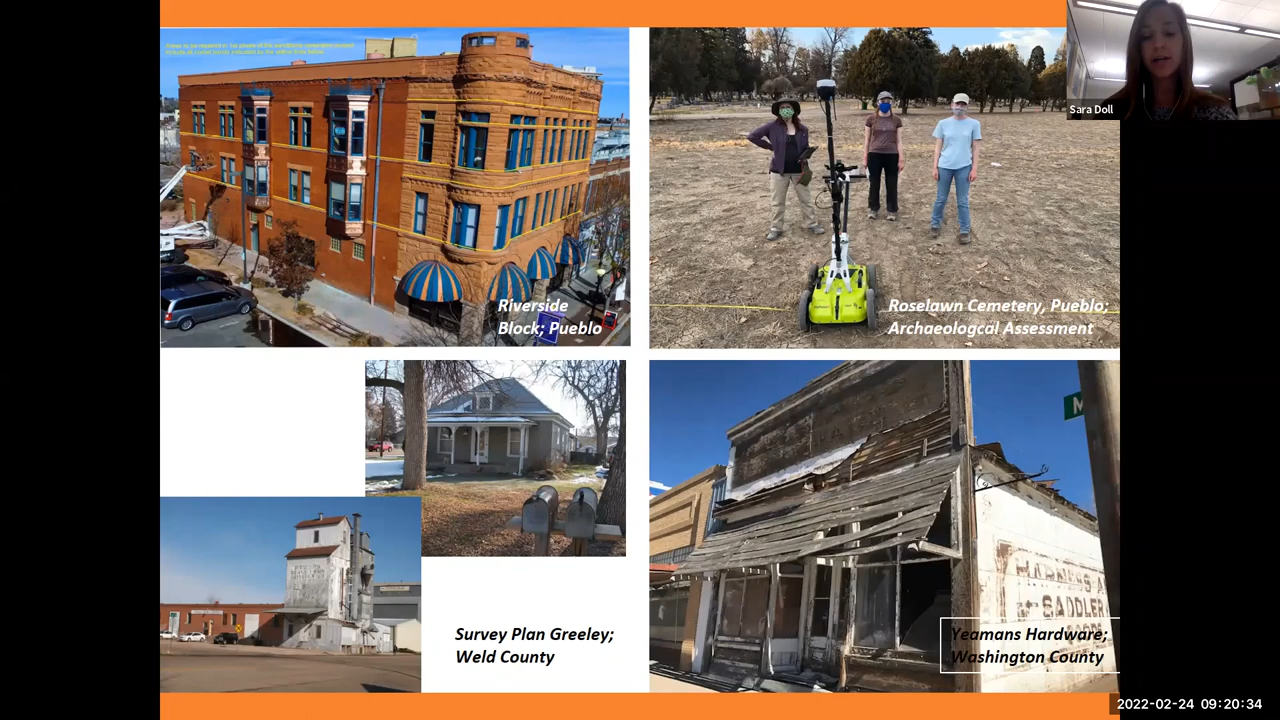 Sara Doll
Riverside
Block; Pueblo
Roselawn Cemetery, Pueblo;
Archaeologcal Assessment
M
SADDLER
Survey Plan Greeley;
Weld County
Yeamans Hardware;
Washington County
2022-02-24 09:20:34